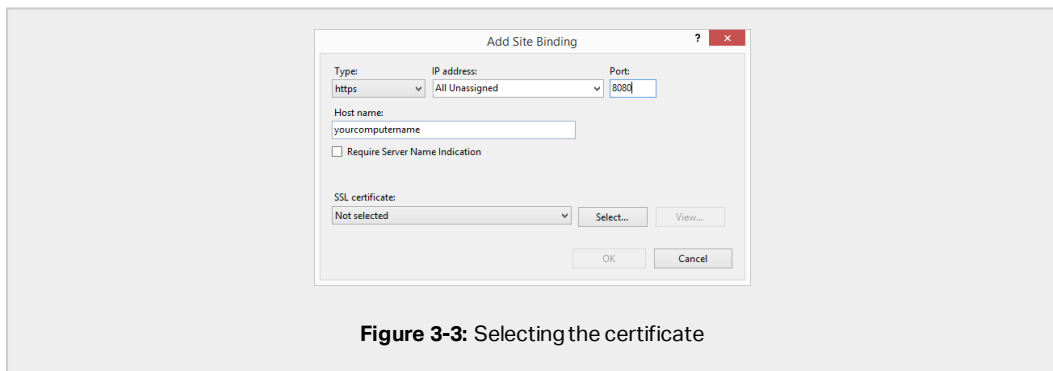 Add Site Binding
? ×
Type: IP address: Port:
https All Unassigned 8080
Host name:
yourcomputername
Require Server Name Indication
SSL certificate:
Not selected Select... View...
OK Cancel
Figure 3-3: Selecting the certificate